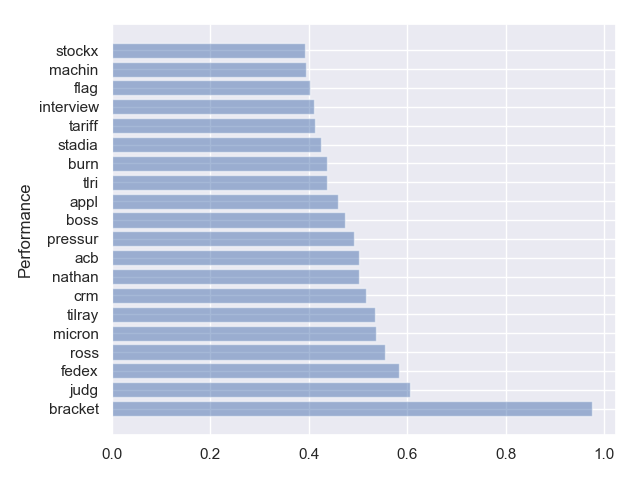 stockx
machin
flag
interview
tariff
stadia
burn
tlri
appl
boss
pressur
acb
nathan
crm
tilray
micron
ross
fedex
judg
bracket
Performance
0.0 0.2 0.4 0.6 0.8 1.0